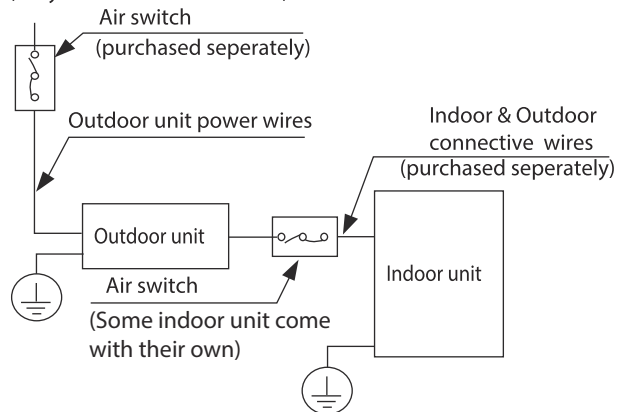 Air switch
(purchased seperately)
Outdoor unit power wires
Indoor & Outdoor
connective wires
(purchased seperately)
Outdoor unit
Indoor unit
Air switch
(Some indoor unit come
with their own)